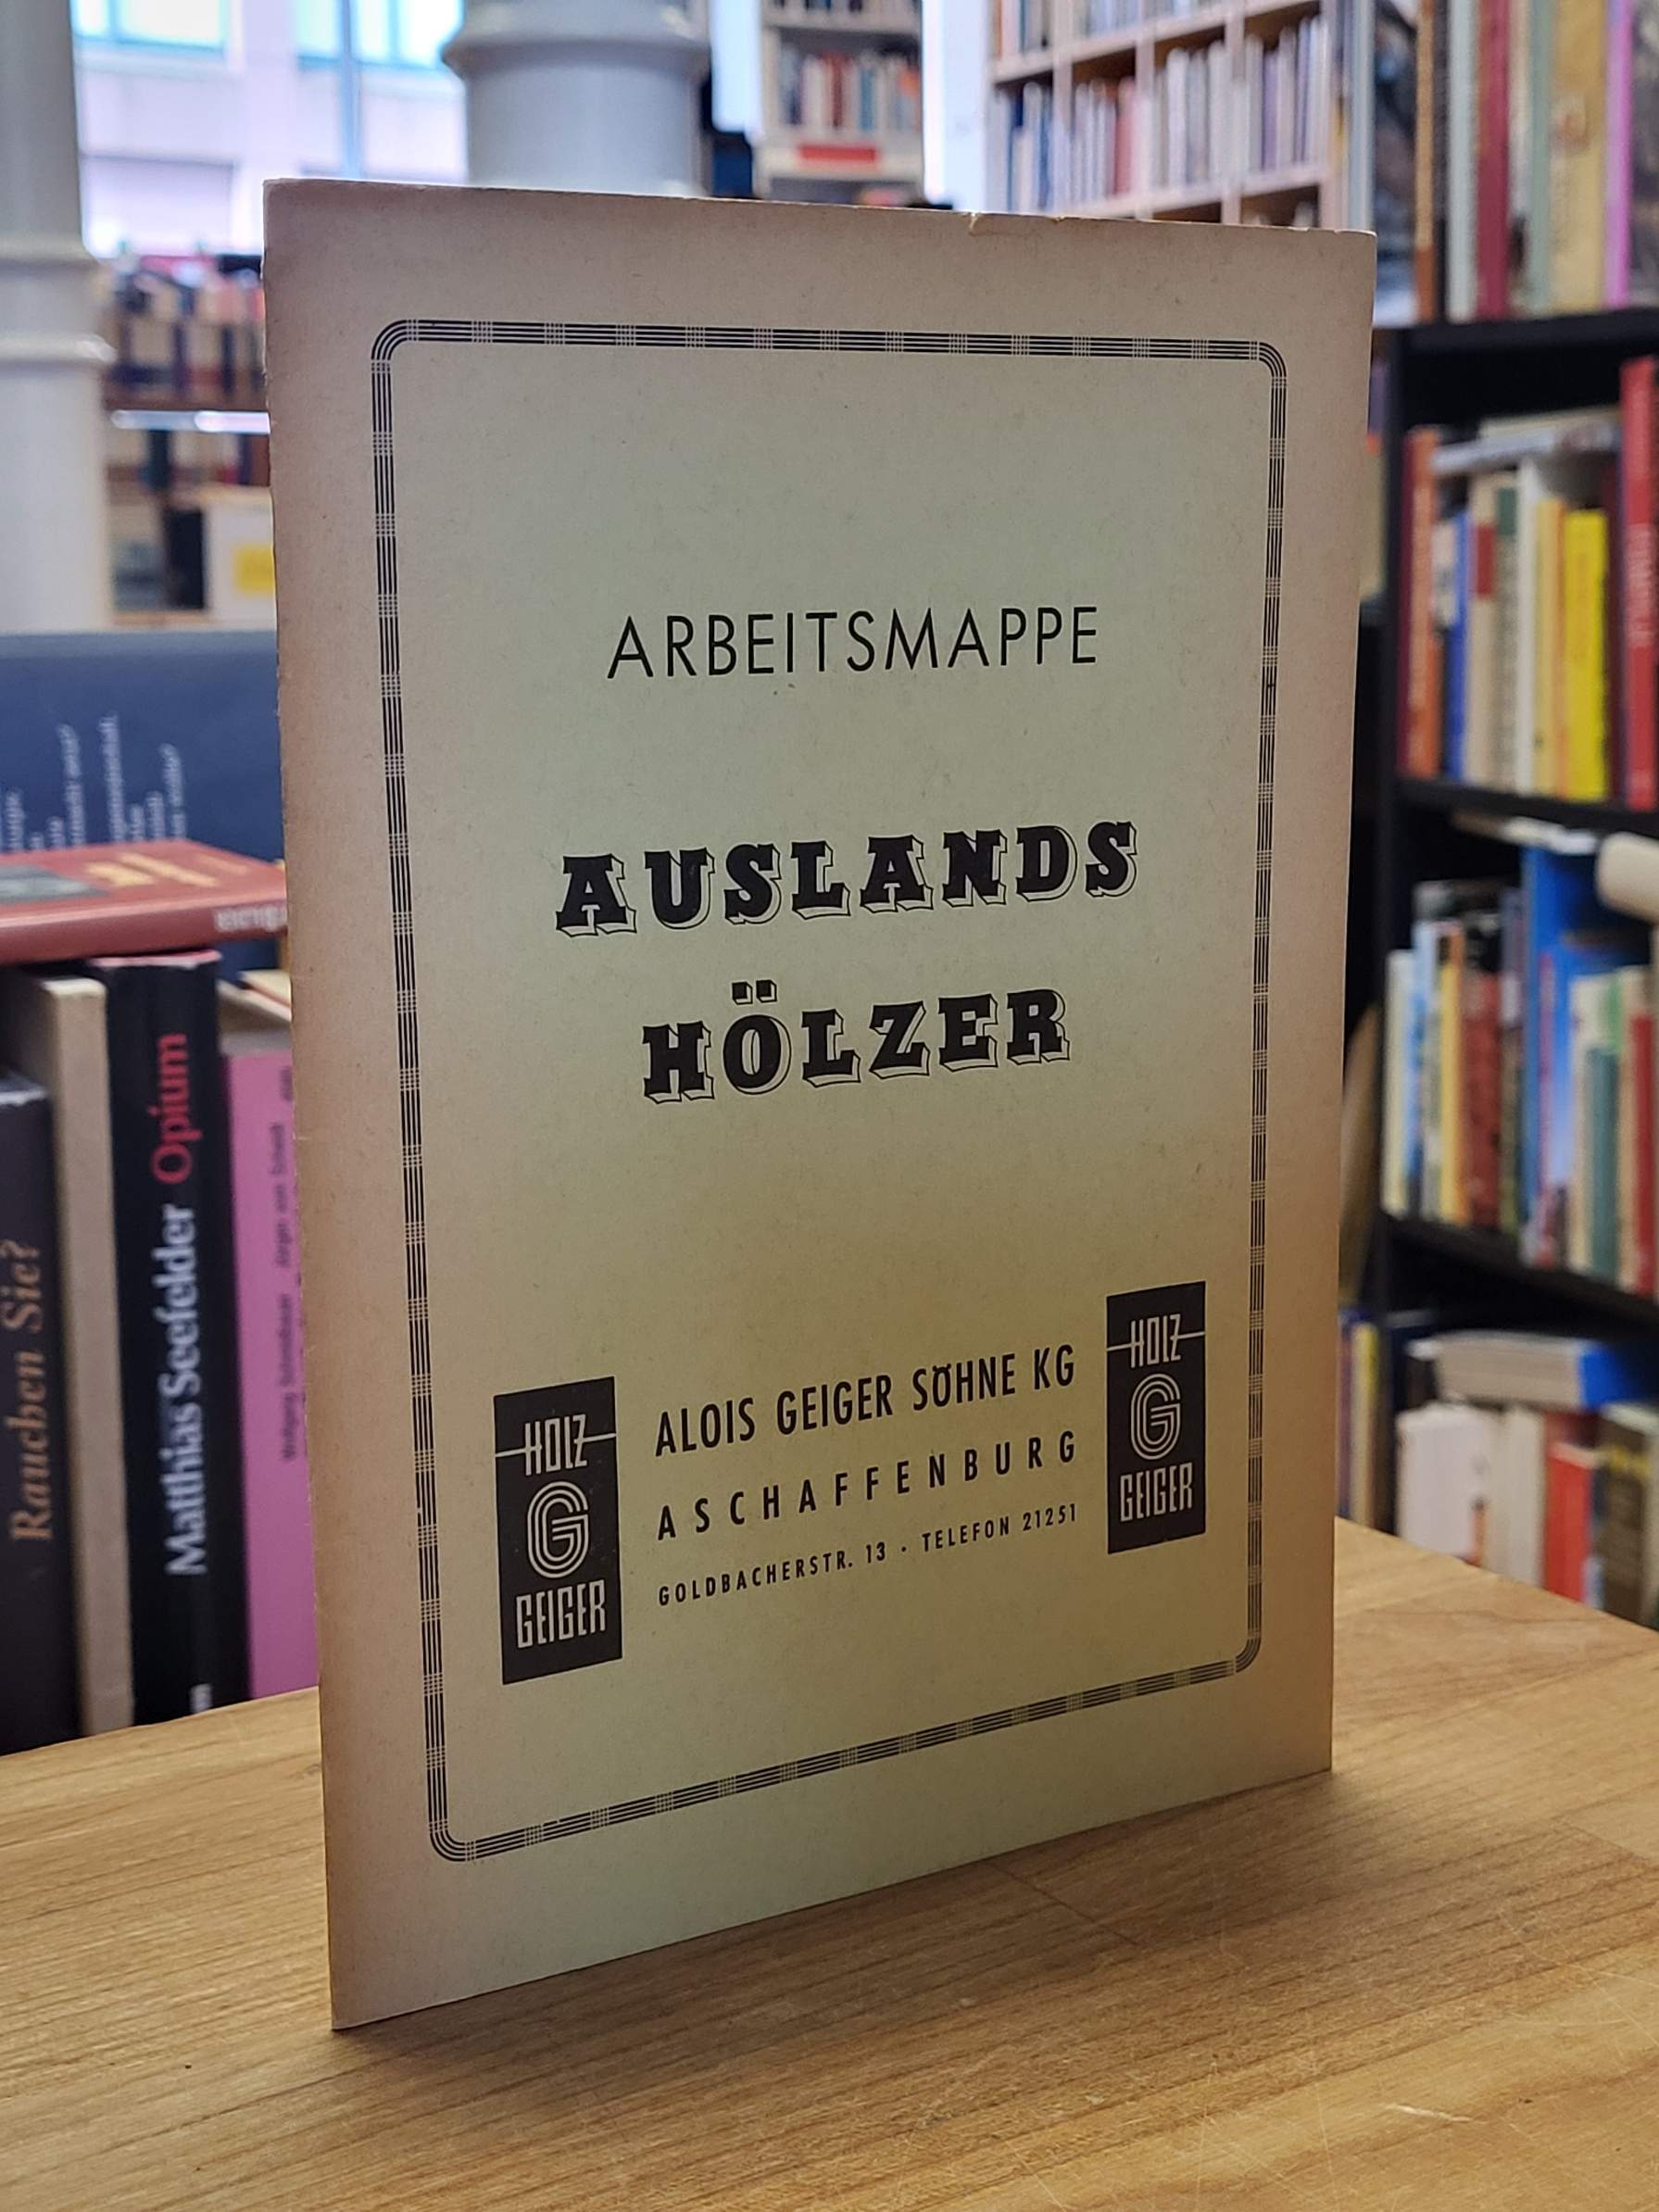 ARBEITSMAPPE
AUSLANDS
HÖLZER
HOLZ
G
GEIGER
ALOIS GEIGER SÖHNE KG
ASCHAFFENBURG
GOLDBACHERSTR. 13 · TELEFON 21251
HOLZ
G
GEIGER
Rauchen Sie?
Matthias Seefelder Opium